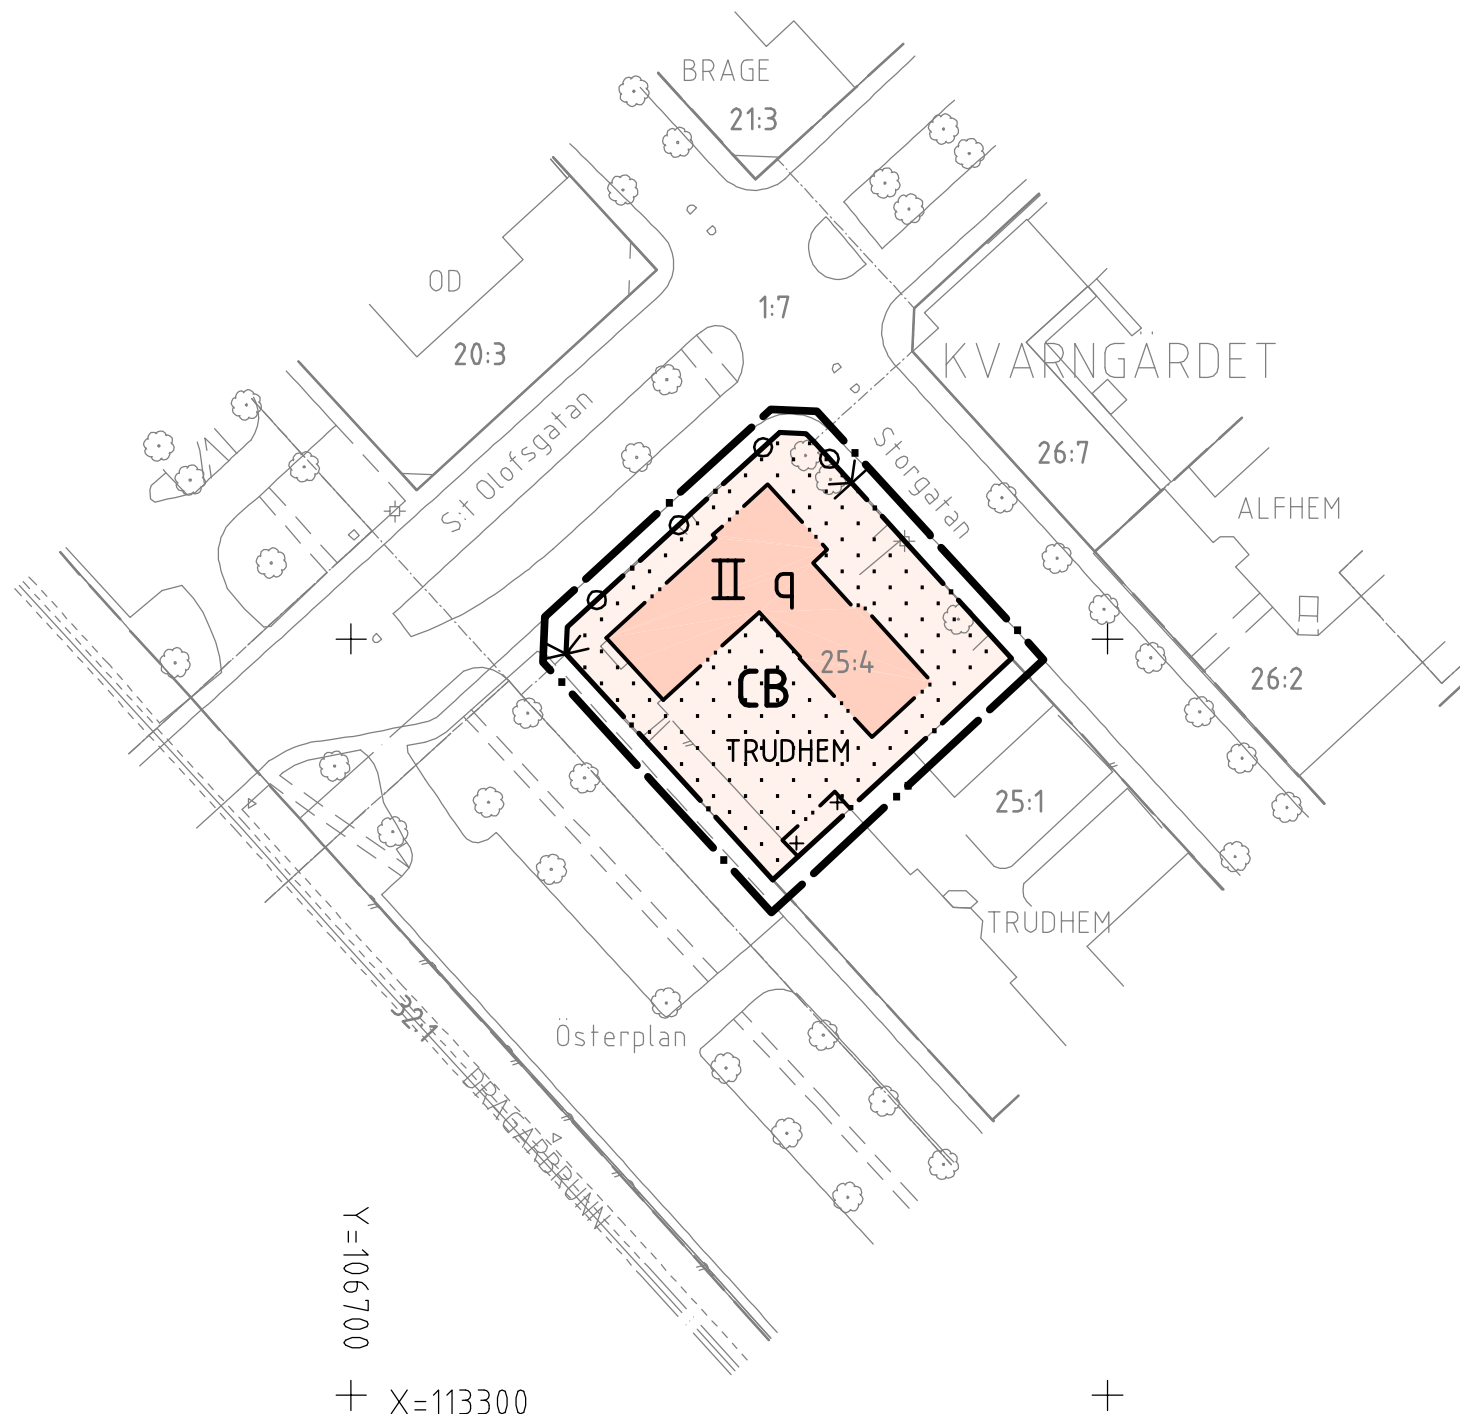 BRAGE
21:3
OD
1:7
20:3
KVARNGÄRDET
S:t Olofsgatan
Storgatan
26:7
ALFHEM
II q
25:4
CB
26:2
TRUDHEM
25:1
TRUDHEM
32:1
Österplan
DRAGARBRUNN
Y=106700
X=113300